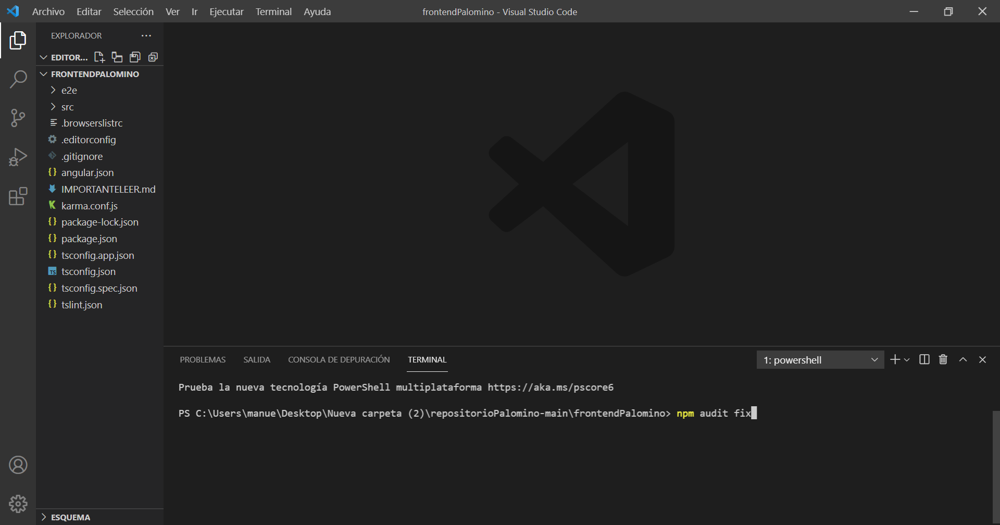 Archivo Editar Selección Ver Ir Ejecutar Terminal Ayuda frontendPalomino - Visual Studio Code
EXPLORADOR
EDITOR...
FRONTENDPALOMINO
e2e
src
.browserslistrc
.editorconfig
.gitignore
angular.json
IMPORTANTELEER.md
karma.conf.js
package-lock.json
package.json
tsconfig.app.json
tsconfig.json
tsconfig.spec.json
tslint.json
ESQUEMA
PROBLEMAS SALIDA CONSOLA DE DEPURACIÓN TERMINAL 1: powershell
Prueba la nueva tecnología PowerShell multiplataforma https://aka.ms/pscore6
PS C:\Users\manue\Desktop\Nueva carpeta (2)\repositorioPalomino-main\frontendPalomino> npm audit fix